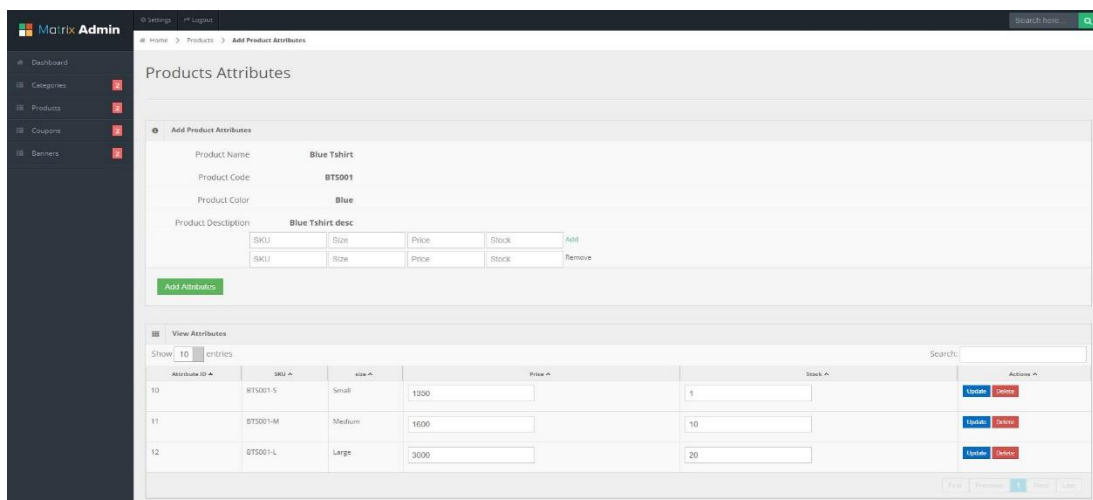 Matrix Admin
Settings Logout
Search here...
Home > Products > Add Product Attributes
Dashboard
Categories 2
Products 2
Coupons 2
Banners 2
Products Attributes
Add Product Attributes
Product Name Blue Tshirt
Product Code BTS001
Product Color Blue
Product Desctiption Blue Tshirt desc
SKU Size Price Stock Add
SKU Size Price Stock Remove
Add Attributes
View Attributes
Show 10 entries Search:
Attribute ID SKU size Price Stock Actions
10 BTS001-S Small 1350 1 Update Delete
11 BTS001-M Medium 1600 10 Update Delete
12 BTS001-L Large 3000 20 Update Delete
First Previous 1 Next Last